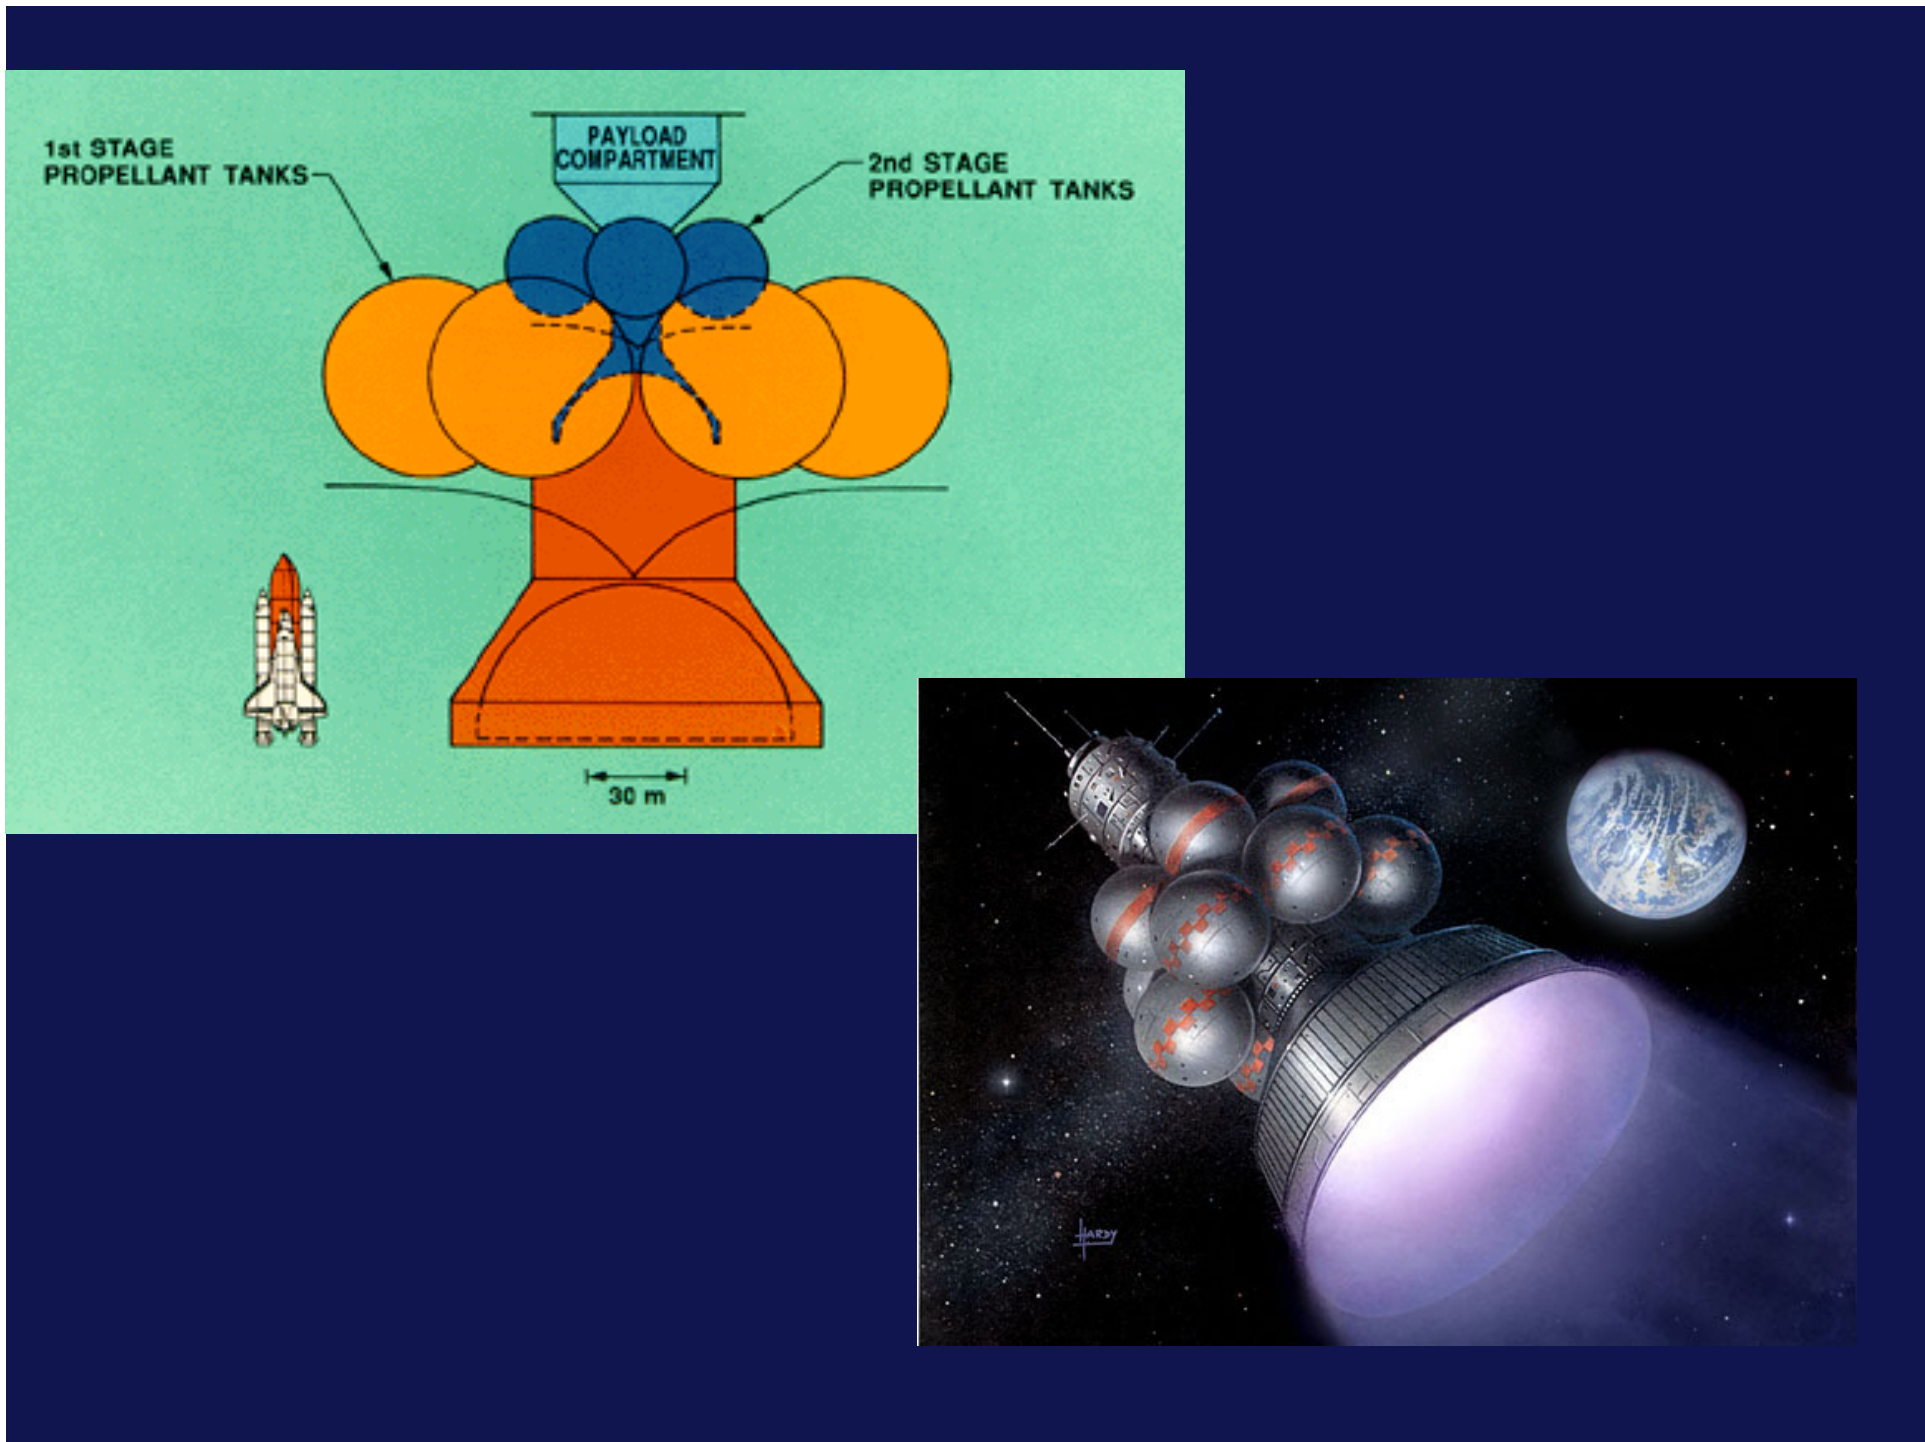 1st STAGE
PROPELLANT TANKS
PAYLOAD
COMPARTMENT
2nd STAGE
PROPELLANT TANKS
30 m
HARDY